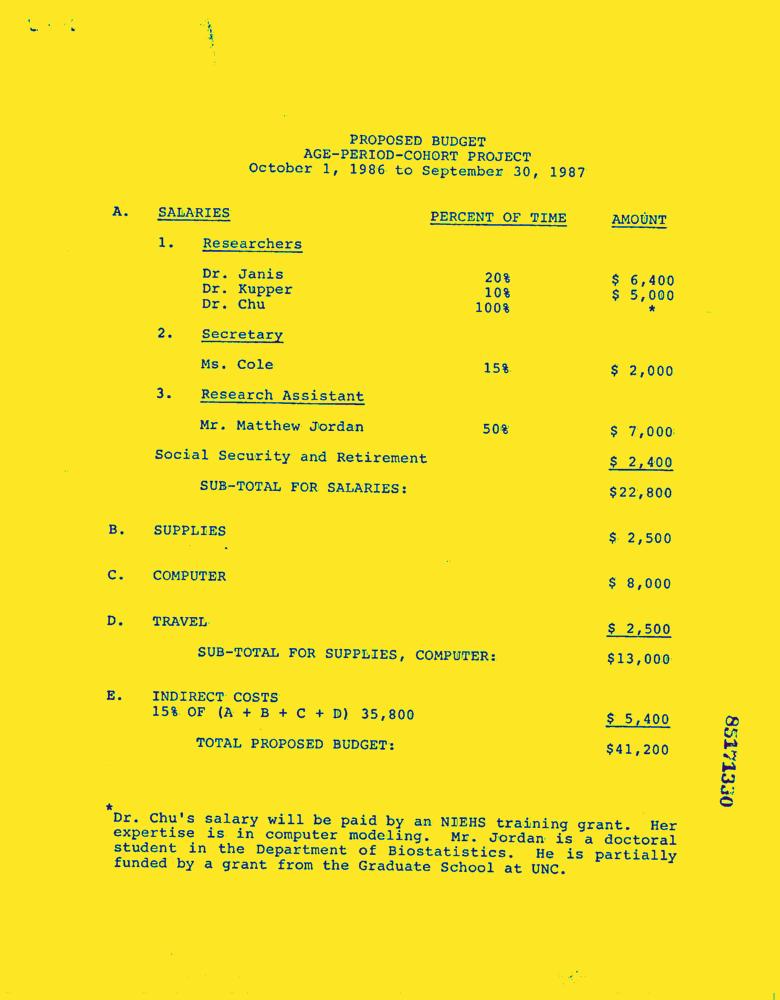 PROPOSED BUDGET
AGE-PERIOD-COHORT PROJECT
October 1, 1986 to September 30, 1987
A. SALARIES PERCENT OF TIME AMOUNT
1. Researchers
Dr. Janis 20% $ 6,400
Dr. Kupper 10% $ 5,000
Dr. Chu 100% *
2. Secretary
Ms. Cole 15% $ 2,000
3. Research Assistant
Mr. Matthew Jordan 50% $ 7,000
Social Security and Retirement $ 2,400
SUB-TOTAL FOR SALARIES: $22,800
B. SUPPLIES $ 2,500
C. COMPUTER $ 8,000
D. TRAVEL $ 2,500
SUB-TOTAL FOR SUPPLIES, COMPUTER: $13,000
E. INDIRECT COSTS
15% OF (A + B + C + D) 35,800 $ 5,400
TOTAL PROPOSED BUDGET: $41,200
85171330
*
Dr. Chu's salary will be paid by an NIEHS training grant. Her
expertise is in computer modeling. Mr. Jordan is a doctoral
student in the Department of Biostatistics. He is partially
funded by a grant from the Graduate School at UNC.